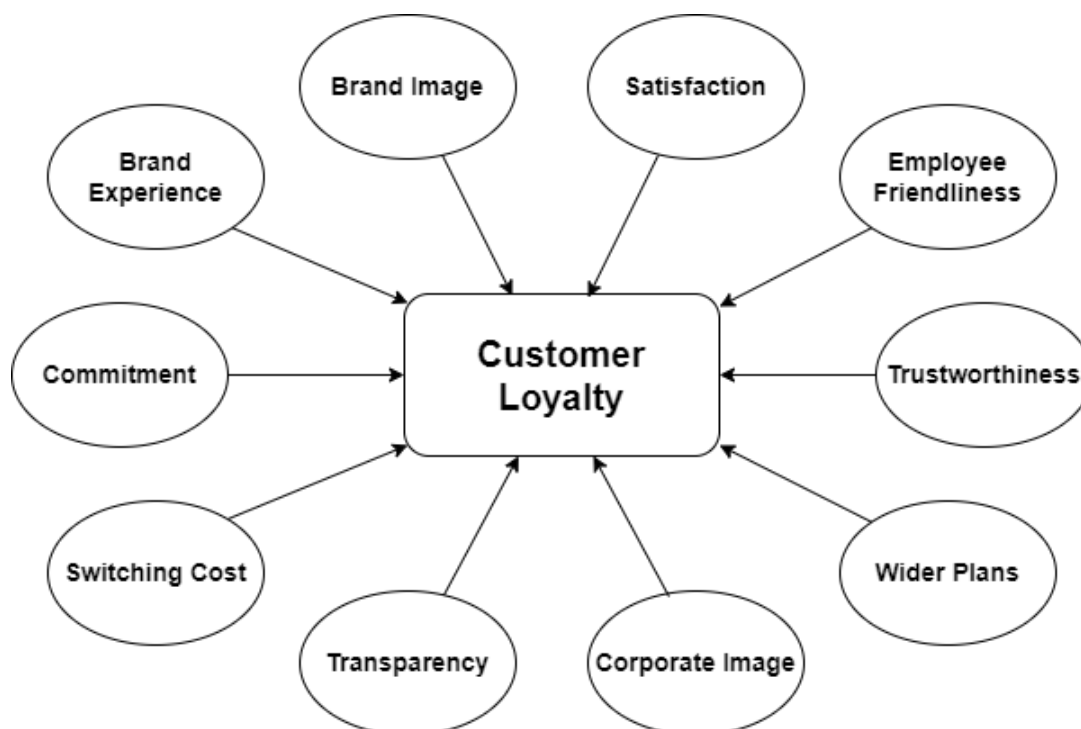 Brand Image
Satisfaction
Brand
Experience
Employee
Friendliness
Customer
Loyalty
Commitment
Trustworthiness
Switching Cost
Wider Plans
Transparency
Corporate Image